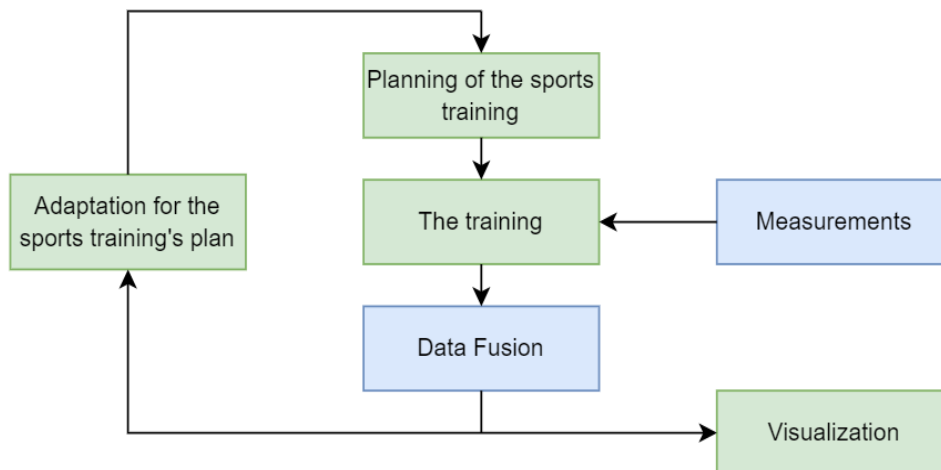 Planning of the sports
training
Adaptation for the
sports training's plan
The training
Measurements
Data Fusion
Visualization